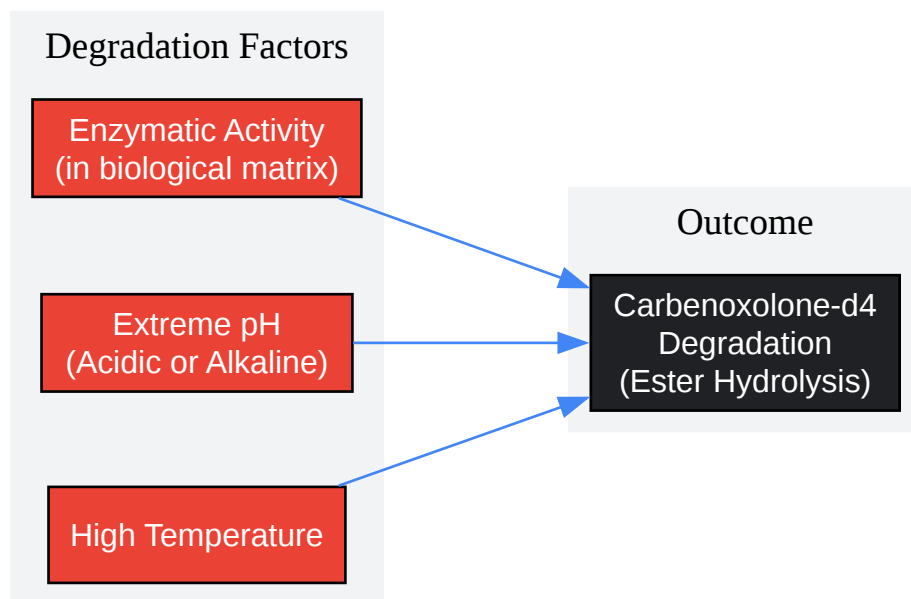 Degradation Factors
Enzymatic Activity
(in biological matrix)
Extreme pH
(Acidic or Alkaline)
High Temperature
Outcome
Carbenoxolone-d4
Degradation
(Ester Hydrolysis)